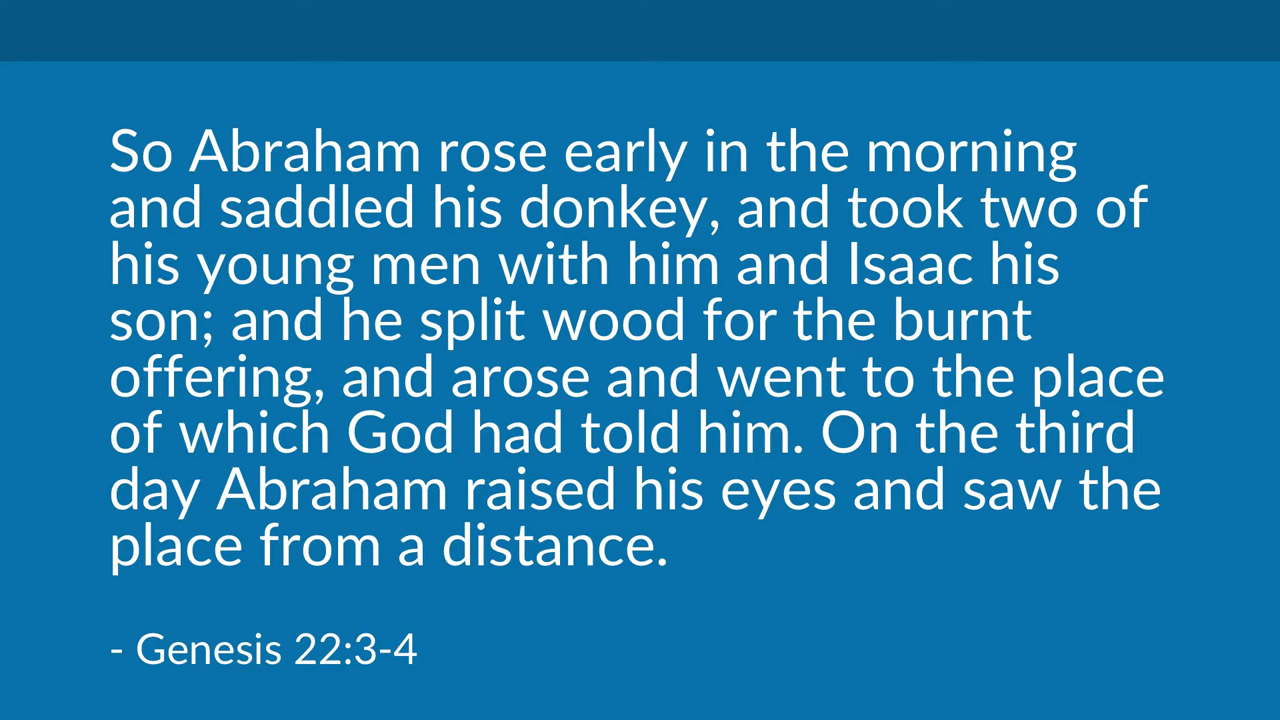 So Abraham rose early in the morning
and saddled his donkey, and took two of
his young men with him and Isaac his
son; and he split wood for the burnt
offering, and arose and went to the place
of which God had told him. On the third
day Abraham raised his eyes and saw the
place from a distance.
- Genesis 22:3-4